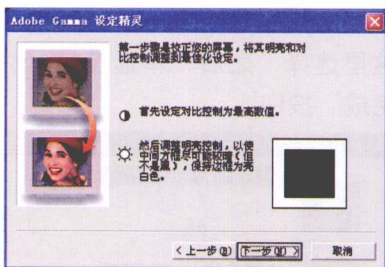 Adobe Gamma 设定精灵
第一步骤是校正您的屏幕，将其明亮和对
比控制调整到最佳化设定。
首先设定对比控制为最高数值。
然后调整明亮控制，以使
中间方框尽可能较暗（但
不是黑），保持边框为亮
白色。
<上一步(B) 下一步(N)> 取消